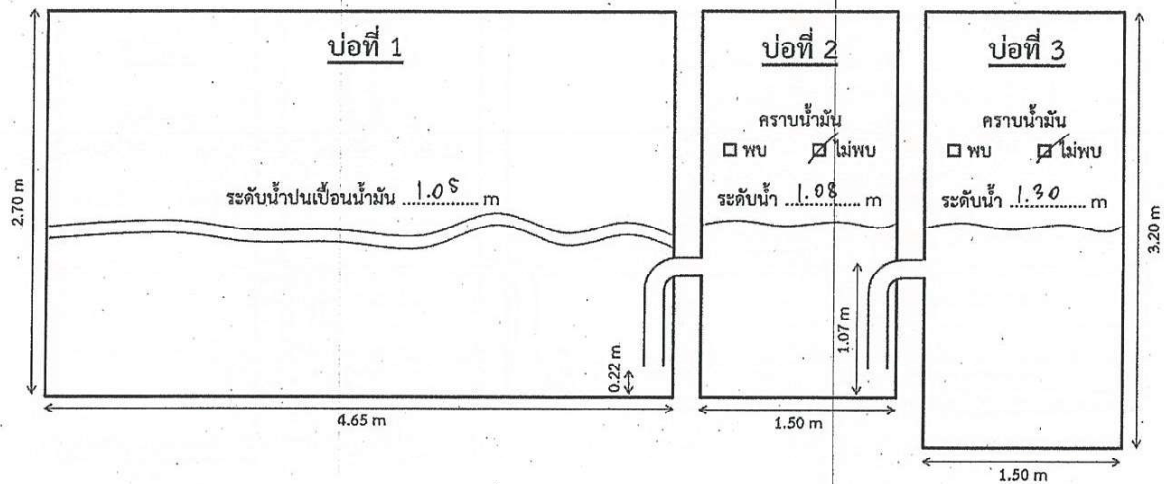 บ่อที่ 1
บ่อที่ 2
บ่อที่ 3
คราบน้ำมัน
☐ พบ ☑ ไม่พบ
คราบน้ำมัน
☐ พบ ☑ ไม่พบ
ระดับน้ำปนเปื้อนน้ำมัน 1.05 m
ระดับน้ำ 1.08 m
ระดับน้ำ 1.30 m
2.70 m
3.20 m
0.22 m
1.07 m
4.65 m
1.50 m
1.50 m